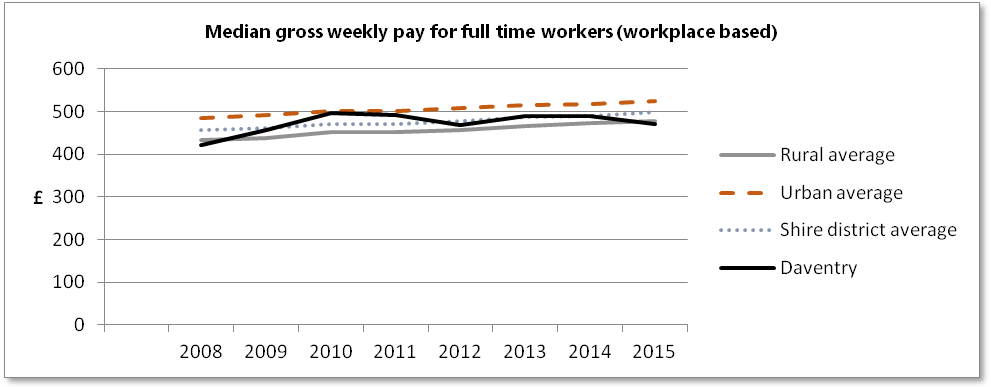 Median gross weekly pay for full time workers (workplace based)
600
500
400
300
200
100
0
£
2008 2009 2010 2011 2012 2013 2014 2015
Rural average
Urban average
Shire district average
Daventry